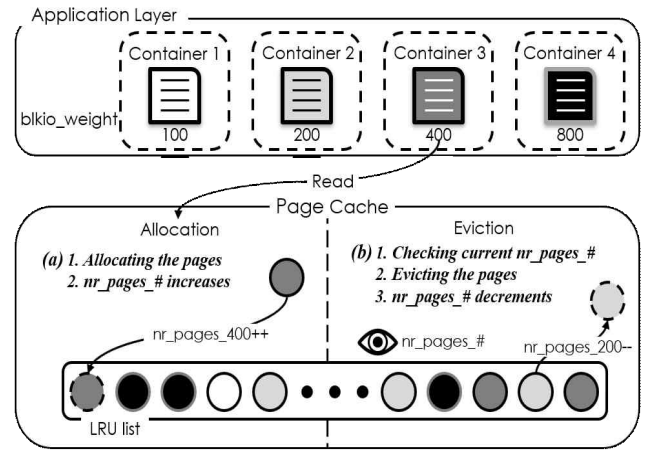 Application Layer
Container 1 Container 2 Container 3 Container 4
blkio_weight
100 200 400 800
Read
Page Cache
Allocation
(a) 1. Allocating the pages
2. nr_pages_# increases
nr_pages_400++
Eviction
(b) 1. Checking current nr_pages_#
2. Evicting the pages
3. nr_pages_# decrements
nr_pages_#
nr_pages_200--
LRU list